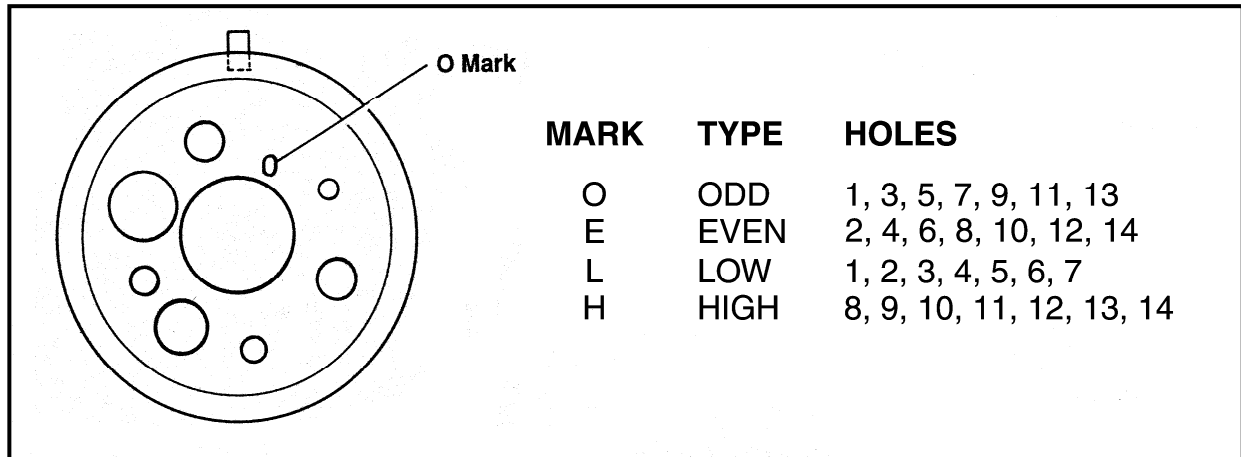 O Mark
O
MARK TYPE HOLES
O ODD 1, 3, 5, 7, 9, 11, 13
E EVEN 2, 4, 6, 8, 10, 12, 14
L LOW 1, 2, 3, 4, 5, 6, 7
H HIGH 8, 9, 10, 11, 12, 13, 14